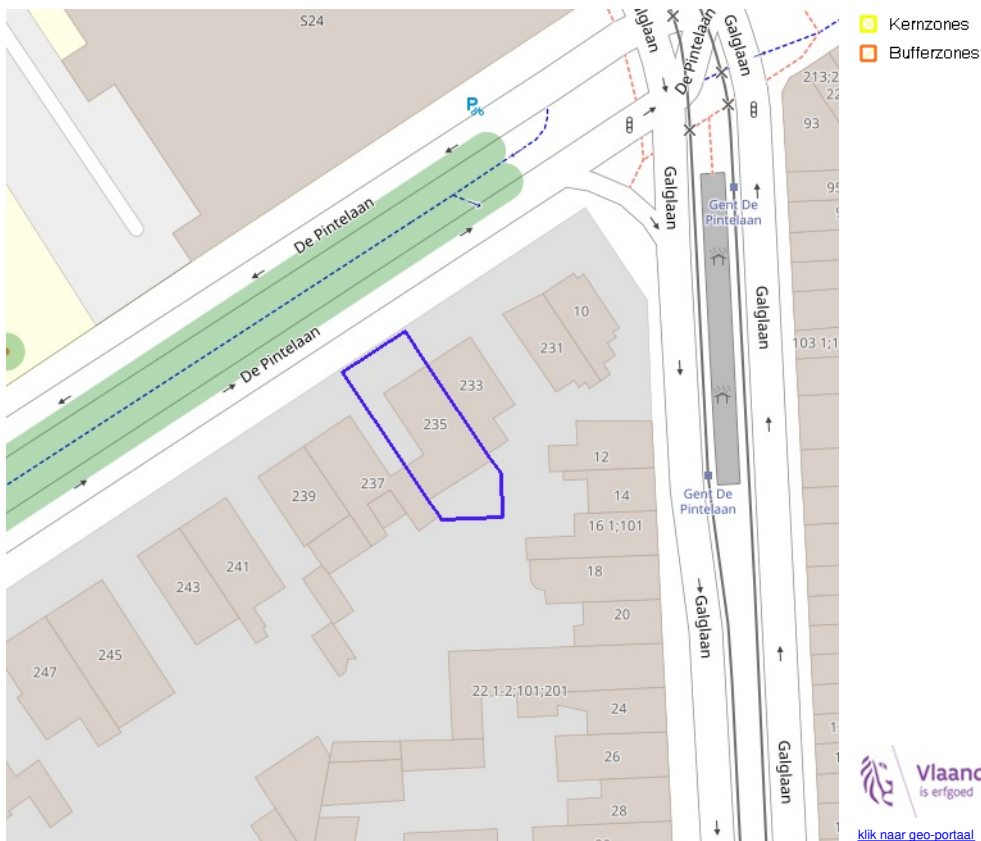 S24
Galglaan
De Pintelaan
Galglaan
P
213;2
22
93
Galglaan
De Pintelaan
95
Gent De
Pintelaan
10
231
De Pintelaan
233
235
Galglaan
103 1;1
12
14
Gent De
Pintelaan
16 1;101
239
237
18
243
241
20
Galglaan
247
245
22 1-2;101;201
24
26
Galglaan
28
Kernzones
Bufferzones
Vlaand
is erfgoed
klik naar geo-portaal